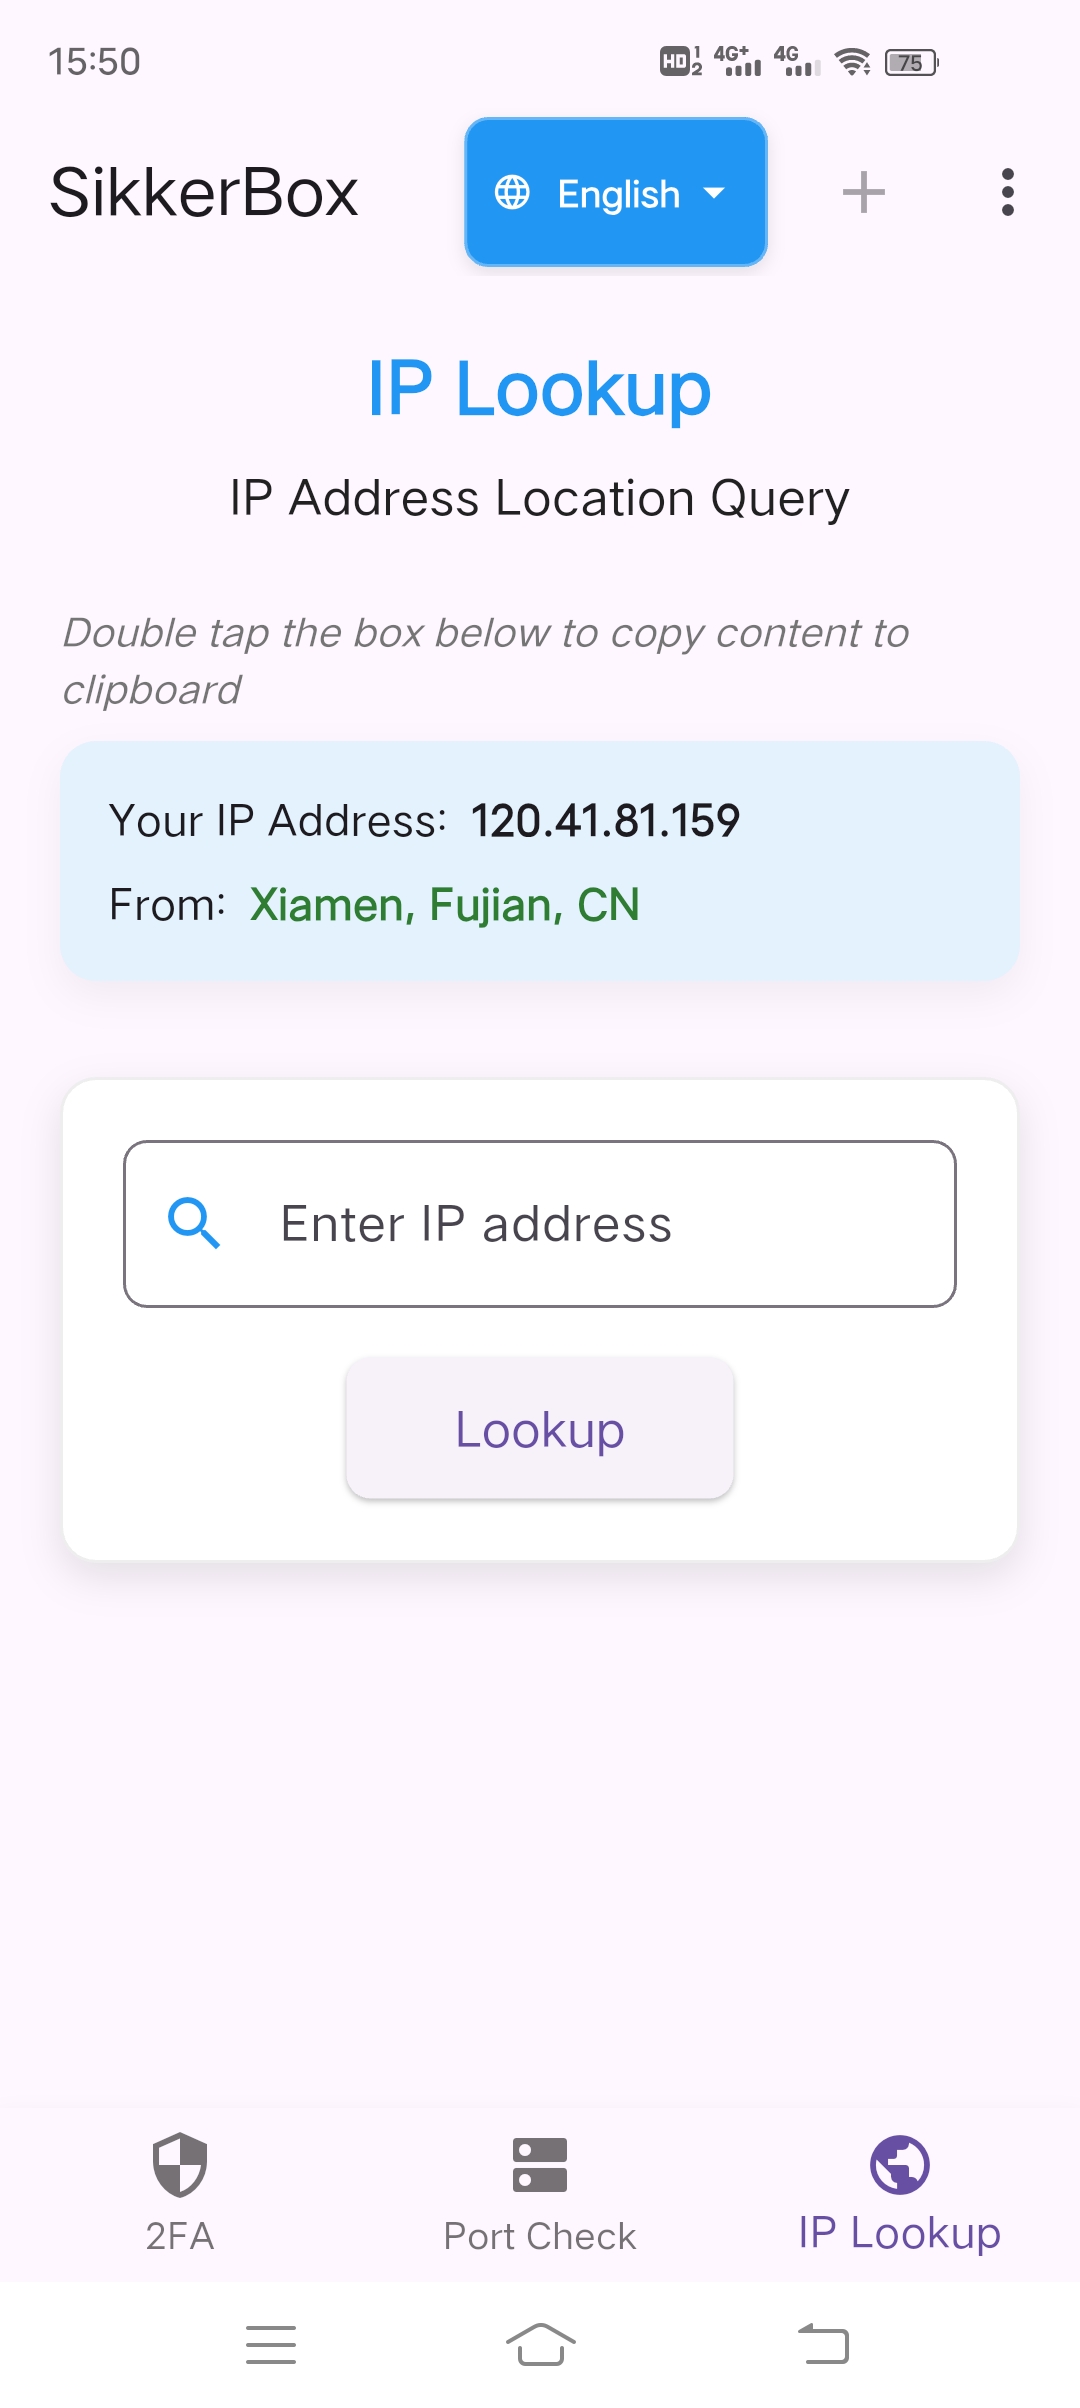 15:50
HD 1 2 4G+ 4G 75
SikkerBox
English
IP Lookup
IP Address Location Query
Double tap the box below to copy content to
clipboard
Your IP Address: 120.41.81.159
From: Xiamen, Fujian, CN
Enter IP address
Lookup
2FA
Port Check
IP Lookup